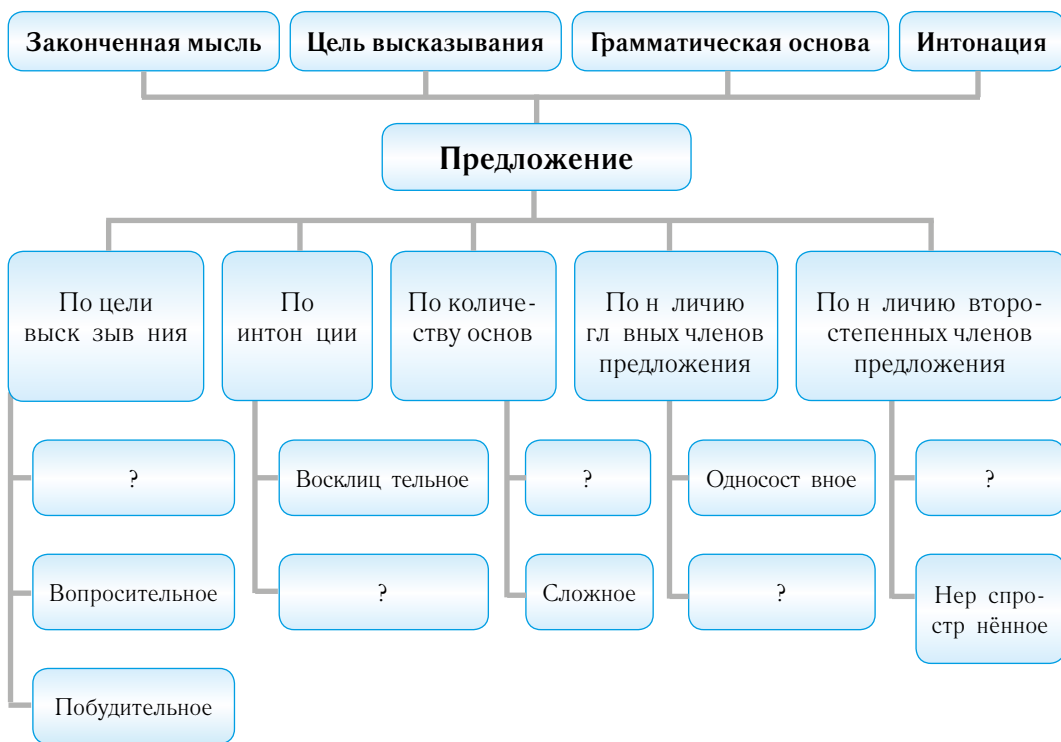 Законченная мысль
Цель высказывания
Грамматическая основа
Интонация
Предложение
По цели
выск зыв ния
По
интон ции
По количе-
ству основ
По н личию
гл вных членов
предложения
По н личию второ-
степенных членов
предложения
?
Восклиц тельное
?
Односост вное
?
Вопросительное
?
Сложное
?
Нер спро-
стр нённое
Побудительное